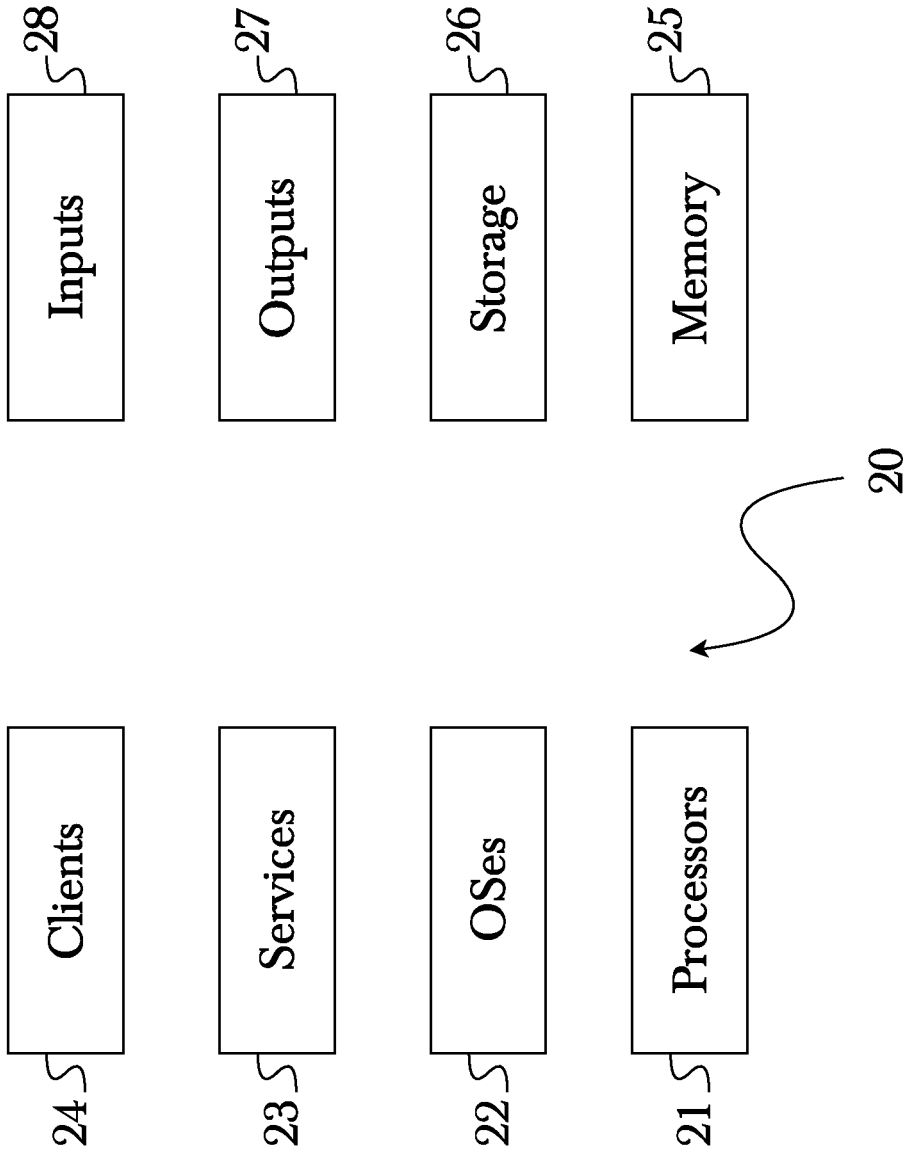 24 Clients Inputs 28
23 Services Outputs 27
22 OSes Storage 26
21 Processors Memory 25
20